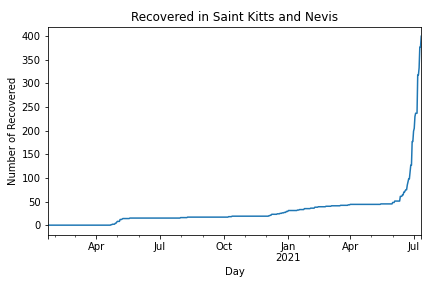 Recovered in Saint Kitts and Nevis
Number of Recovered
400
350
300
250
200
150
100
50
0
Apr Jul Oct Jan Apr Jul
2021
Day